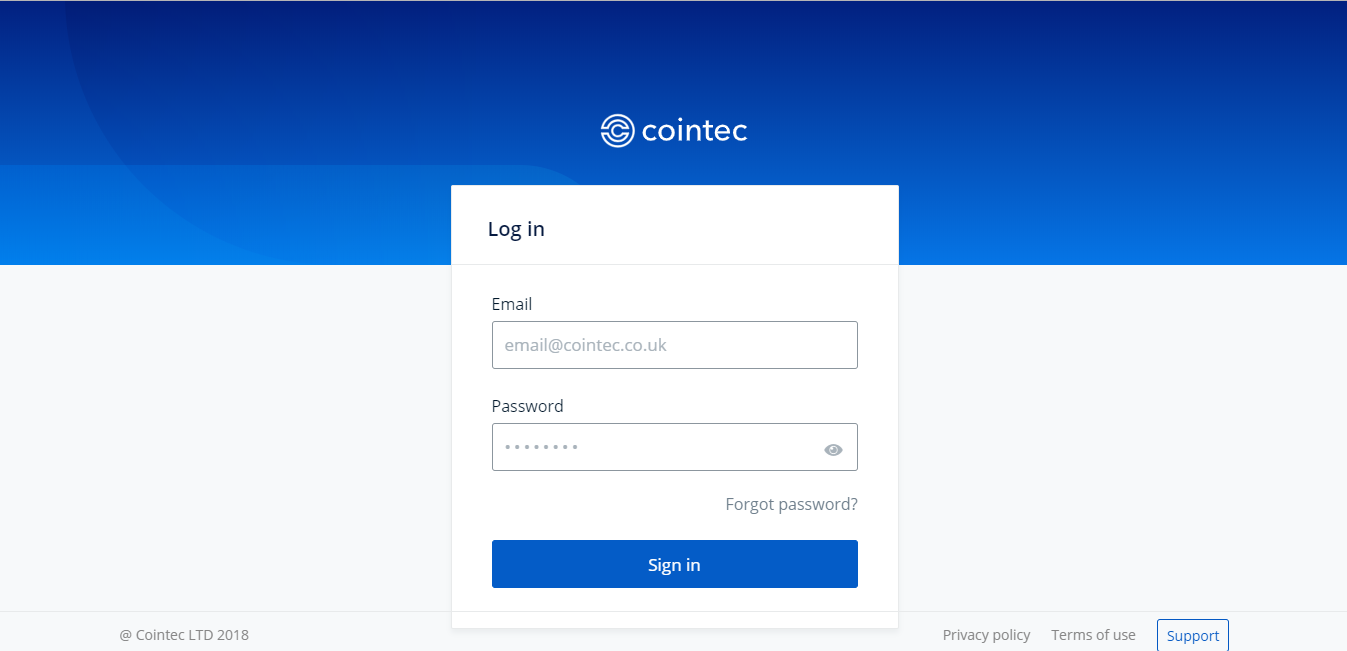 cointec
Log in
Email
email@cointec.co.uk
Password
••••••••
Forgot password?
Sign in
@ Cointec LTD 2018
Privacy policy
Terms of use
Support